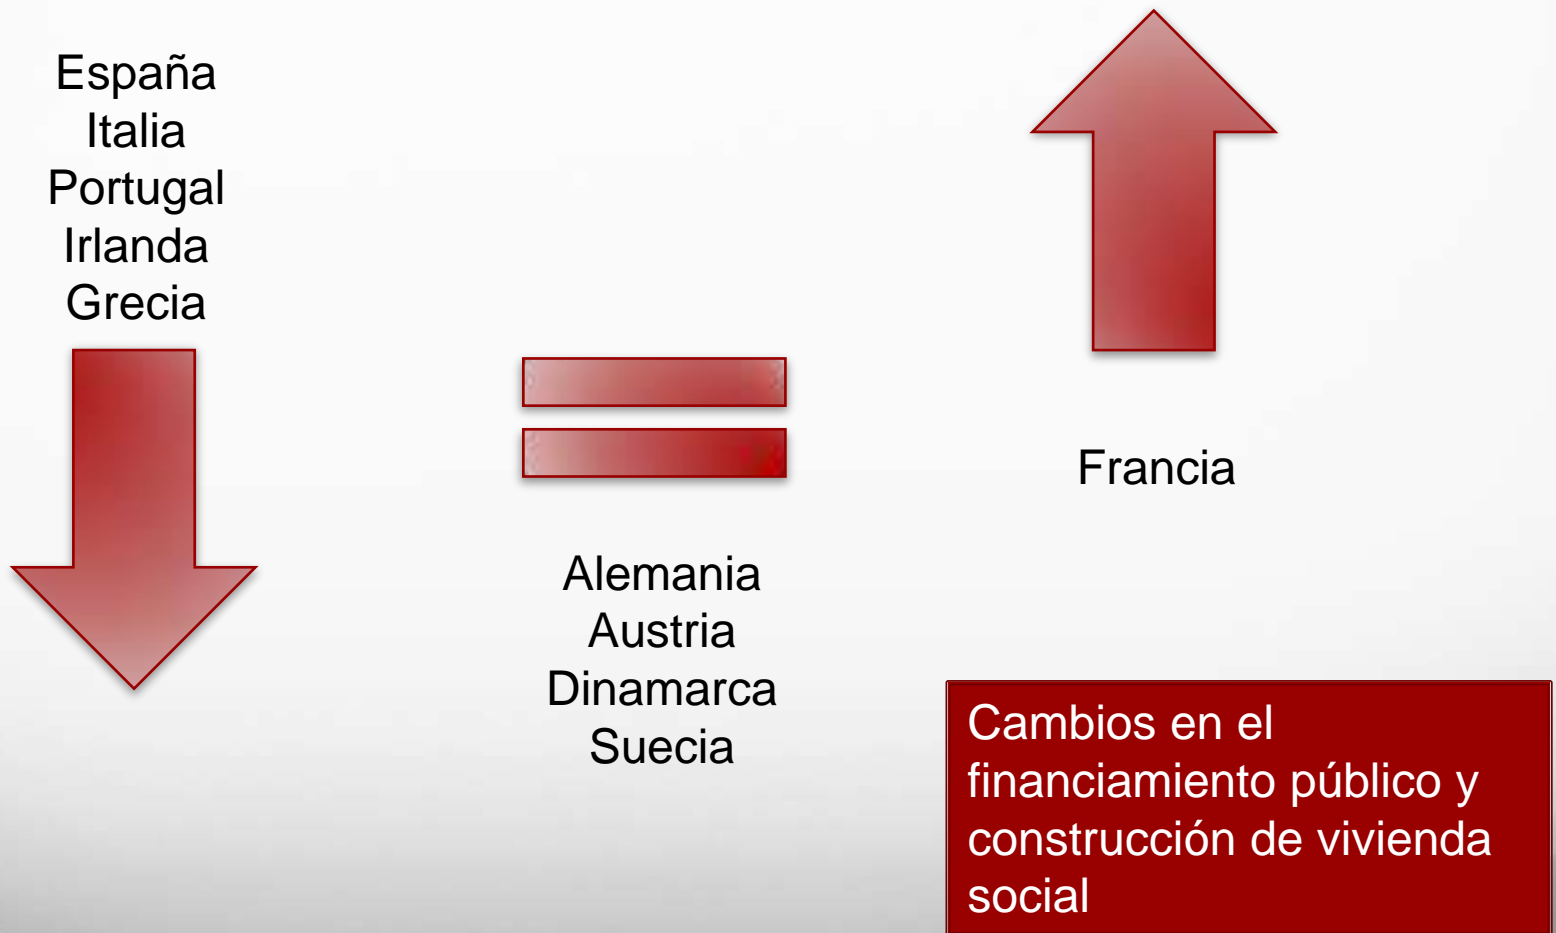 España
Italia
Portugal
Irlanda
Grecia
Alemania
Austria
Dinamarca
Suecia
Francia
Cambios en el
financiamiento público y
construcción de vivienda
social